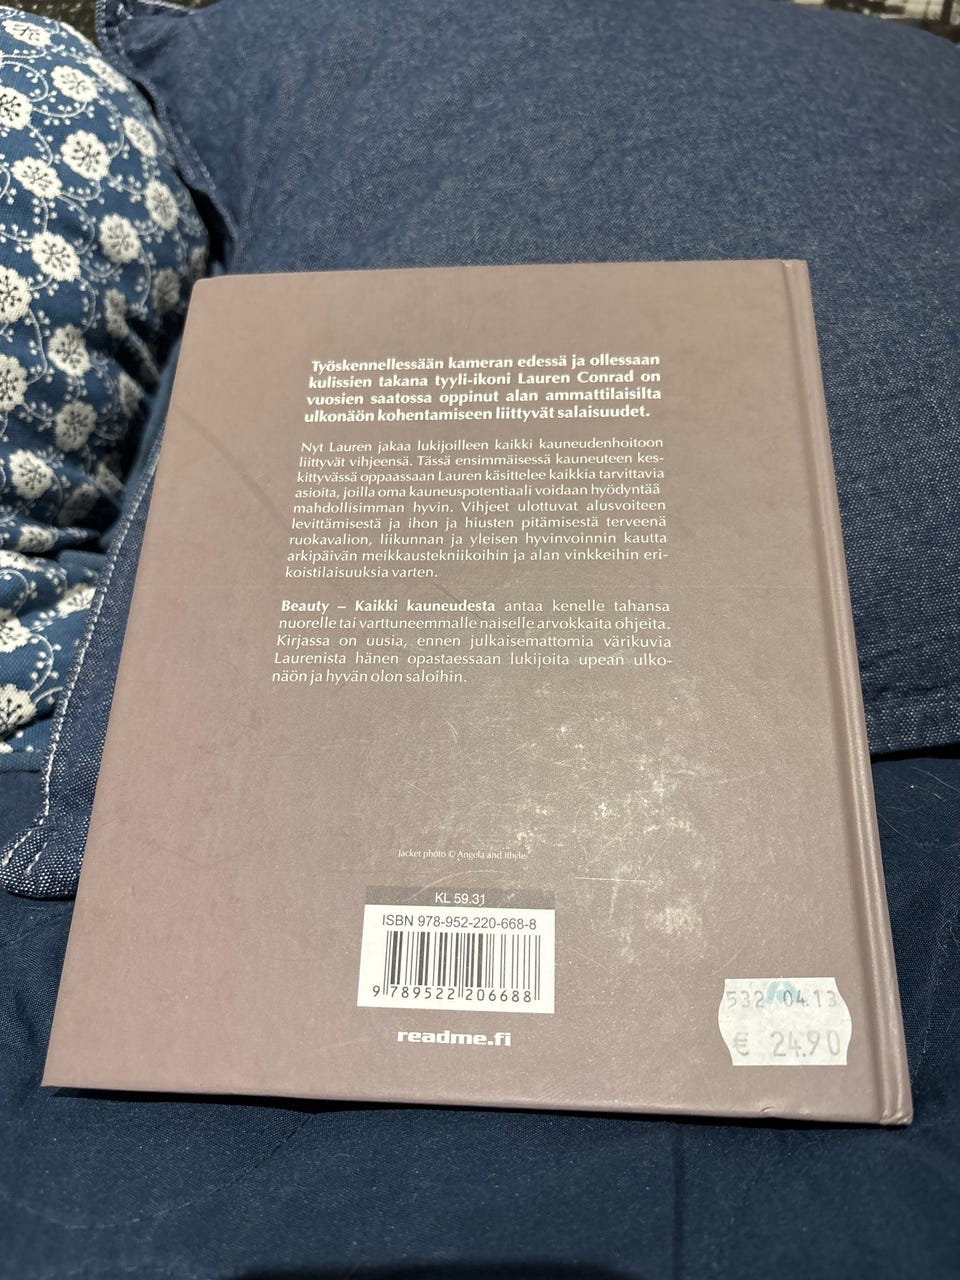 Työskennellessään kameran edessä ja ollessaan
kulissien takana tyyli-ikoni Lauren Conrad on
vuosien saatossa oppinut alan ammattilaisilta
ulkonäön kohentamiseen liittyvät salaisuudet.
Nyt Lauren jakaa lukijoilleen kaikki kauneudenhoitoon
liittyvät vihjeensä. Tässä ensimmäisessä kauneuteen kes-
kittyvässä oppaassaan Lauren käsittelee kaikkia tarvittavia
asioita, joilla oma kauneuspotentiaali voidaan hyödyntää
mahdollisimman hyvin. Vihjeet ulottuvat alusvoiteen
levittämisestä ja ihon ja hiusten pitämisestä terveenä
ruokavalion, liikunnan ja yleisen hyvinvoinnin kautta
arkipäivän meikkaustekniikoihin ja alan vinkkeihin eri-
koistilaisuuksia varten.
Beauty – Kaikki kauneudesta antaa kenelle tahansa
nuorelle tai varttuneemmalle naiselle arvokkaita ohjeita.
Kirjassa on uusia, ennen julkaisemattomia värikuvia
Laurenista hänen opastaessaan lukijoita upean ulko-
näön ja hyvän olon saloihin.
Jacket photo © Angela and Ithyle
KL 59.31
ISBN 978-952-220-668-8
9 789522 206688
readme.fi
532 04.13
€ 24.90